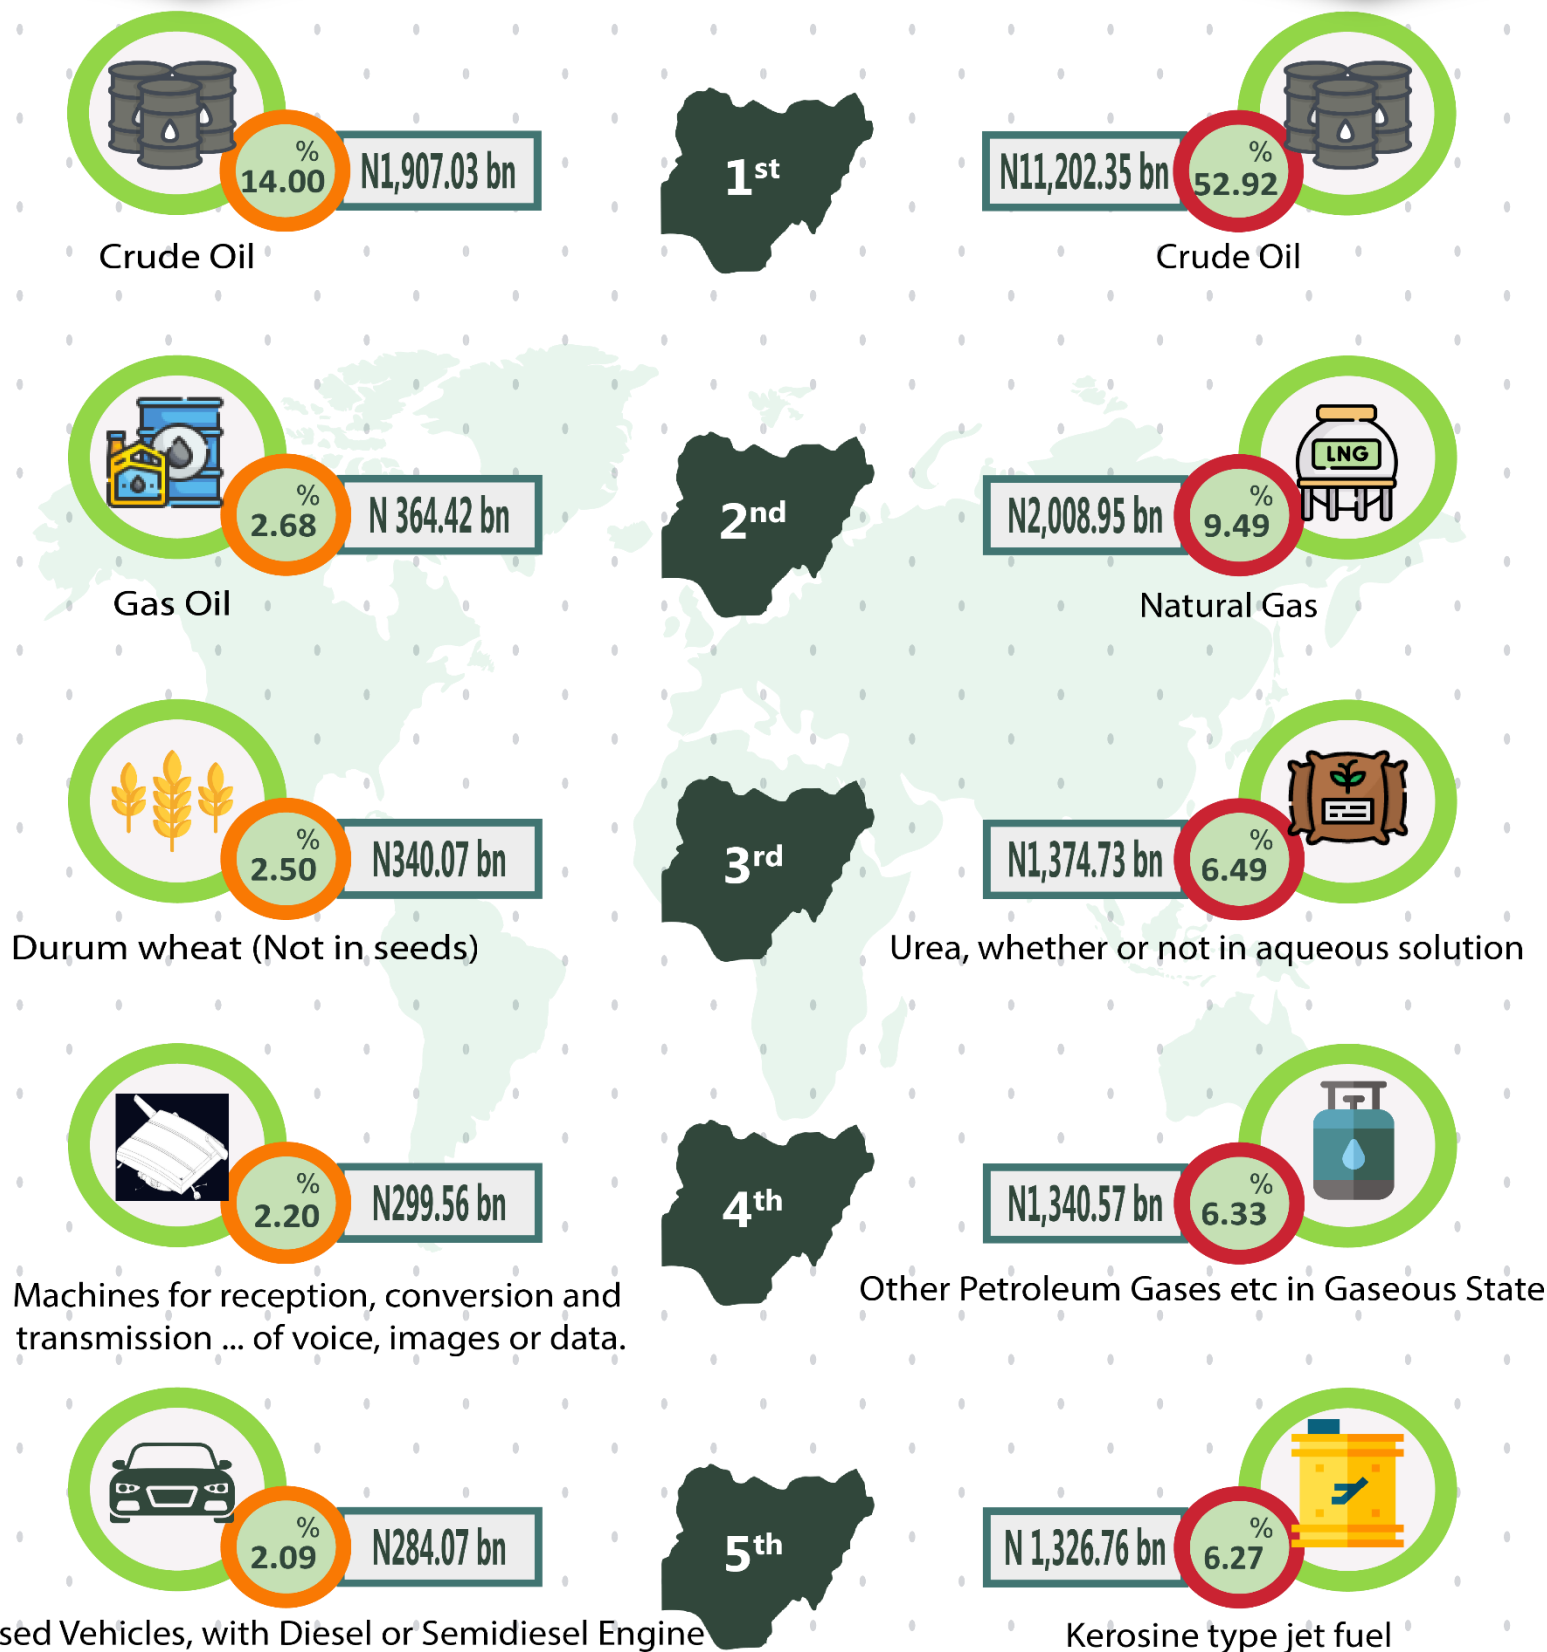 %
14.00
N1,907.03 bn
1st
N11,202.35 bn
%
52.92
Crude Oil
Crude Oil
%
2.68
N 364.42 bn
2nd
N2,008.95 bn
%
9.49
LNG
Gas Oil
Natural Gas
%
2.50
N340.07 bn
3rd
N1,374.73 bn
%
6.49
Durum wheat (Not in seeds)
Urea, whether or not in aqueous solution
%
2.20
N299.56 bn
4th
N1,340.57 bn
%
6.33
Machines for reception, conversion and
transmission ... of voice, images or data.
Other Petroleum Gases etc in Gaseous State
%
2.09
N284.07 bn
5th
N 1,326.76 bn
%
6.27
sed Vehicles, with Diesel or Semidiesel Engine
Kerosine type jet fuel